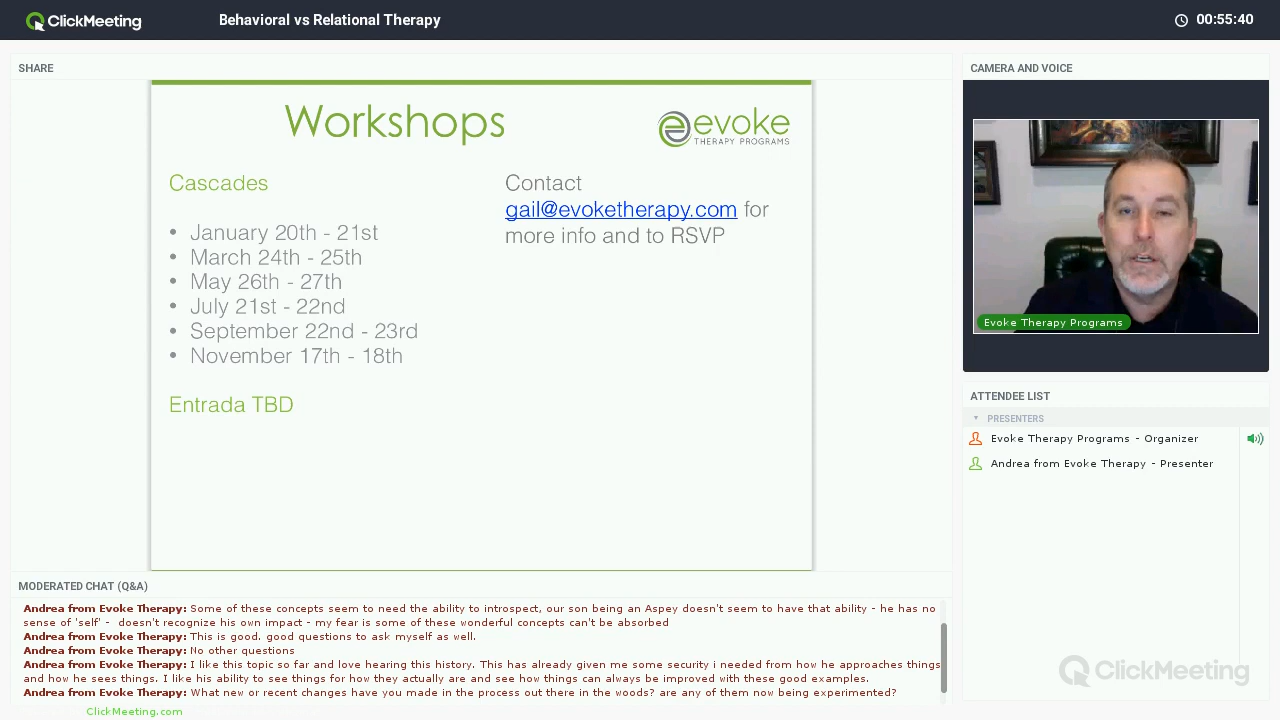 ClickMeeting
Behavioral vs Relational Therapy
00:55:40
SHARE
Workshops
evoke
THERAPY PROGRAMS
Cascades
• January 20th - 21st
• March 24th - 25th
• May 26th - 27th
• July 21st - 22nd
• September 22nd - 23rd
• November 17th - 18th
Entrada TBD
Contact
gail@evoketherapy.com for
more info and to RSVP
CAMERA AND VOICE
Evoke Therapy Programs
ATTENDEE LIST
PRESENTERS
Evoke Therapy Programs - Organizer
Andrea from Evoke Therapy - Presenter
MODERATED CHAT (Q&A)
Andrea from Evoke Therapy: Some of these concepts seem to need the ability to introspect, our son being an Aspey doesn't seem to have that ability - he has no
sense of 'self' - doesn't recognize his own impact - my fear is some of these wonderful concepts can't be absorbed
Andrea from Evoke Therapy: This is good. good questions to ask myself as well.
Andrea from Evoke Therapy: No other questions
Andrea from Evoke Therapy: I like this topic so far and love hearing this history. This has already given me some security i needed from how he approaches things
and how he sees things. I like his ability to see things for how they actually are and see how things can always be improved with these good examples.
Andrea from Evoke Therapy: What new or recent changes have you made in the process out there in the woods? are any of them now being experimented?
ClickMeeting
ClickMeeting.com